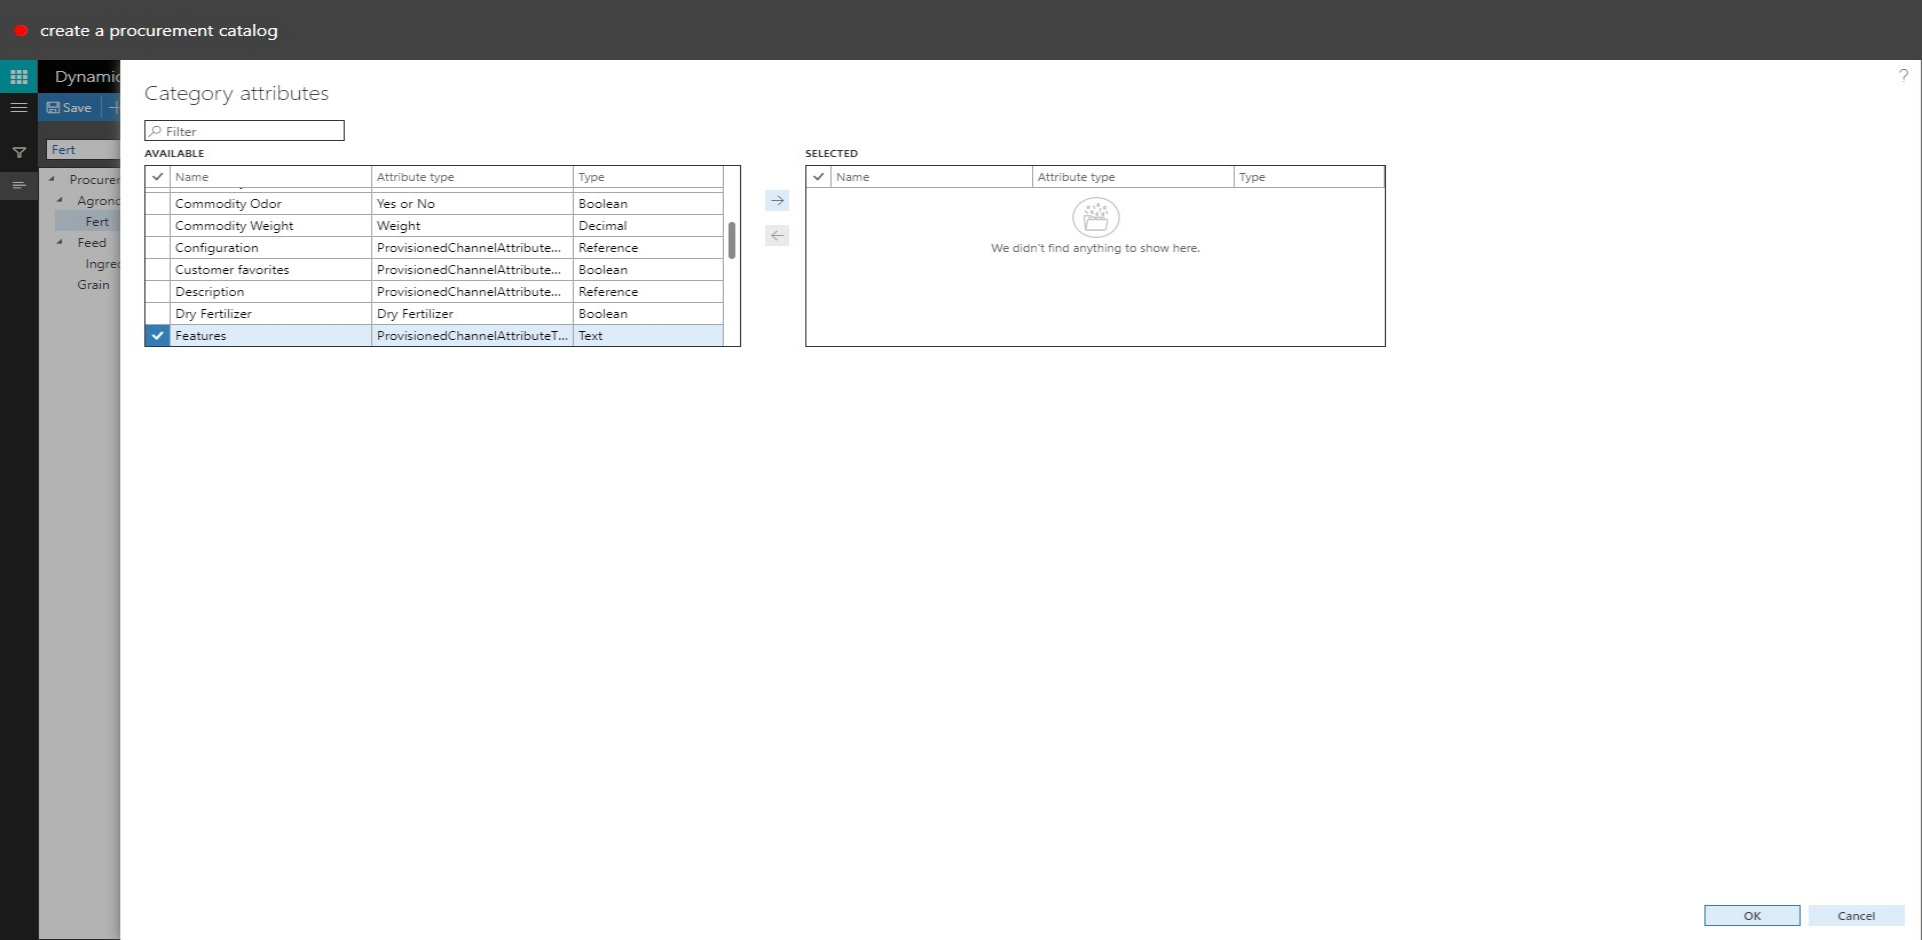 create a procurement catalog
Dynamic
Save
Fert
Procurer
Agrono
Fert
Feed
Ingre
Grain
?
Category attributes
Filter
AVAILABLE
Name Attribute type Type
Commodity Odor Yes or No Boolean
Commodity Weight Weight Decimal
Configuration ProvisionedChannelAttribute... Reference
Customer favorites ProvisionedChannelAttribute... Boolean
Description ProvisionedChannelAttribute... Reference
Dry Fertilizer Dry Fertilizer Boolean
Features ProvisionedChannelAttributeT... Text
SELECTED
Name Attribute type Type
We didn't find anything to show here.
OK Cancel